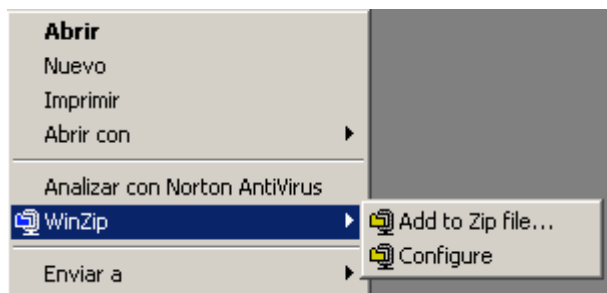 Abrir
Nuevo
Imprimir
Abrir con
Analizar con Norton AntiVirus
WinZip
Add to Zip file...
Configure
Enviar a